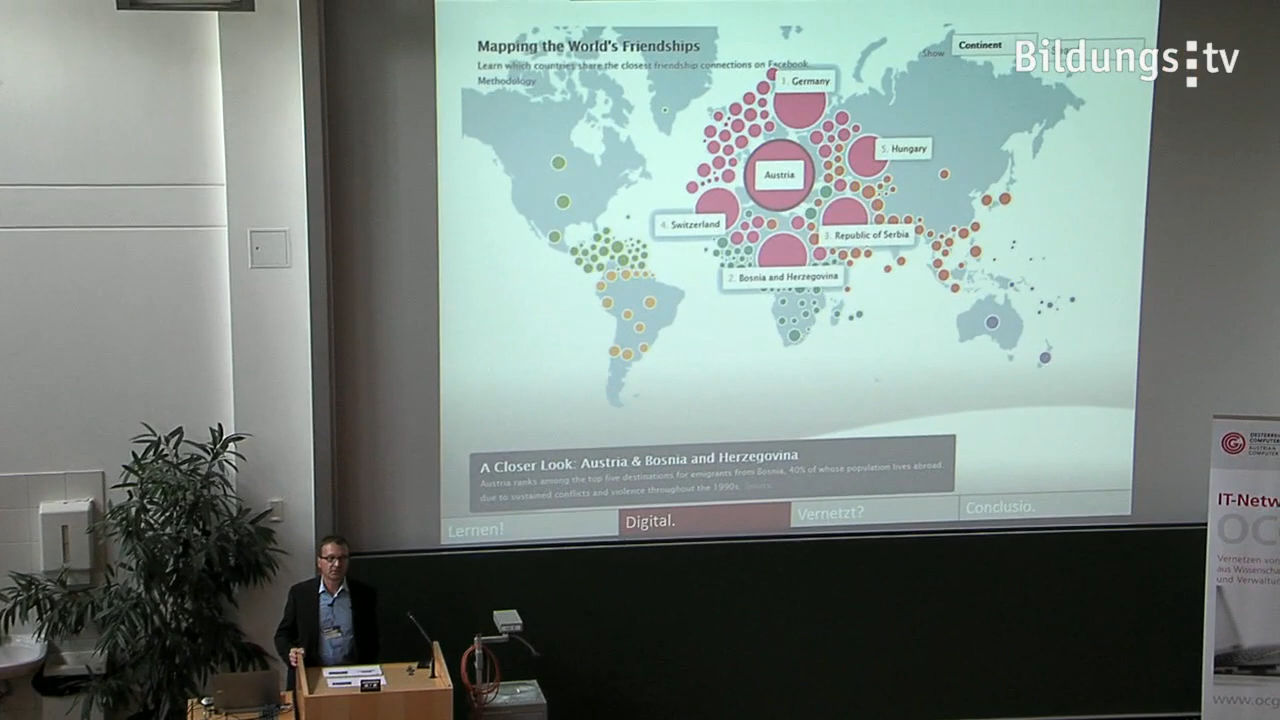 Mapping the World's Friendships
Learn which countries share the closest friendship connections on Facebook.
Methodology
Show
Continent
Bildungs:tv
1. Germany
5. Hungary
Austria
4. Switzerland
3. Republic of Serbia
2. Bosnia and Herzegovina
A Closer Look: Austria & Bosnia and Herzegovina
Austria ranks among the top five destinations for emigrants from Bosnia, 40% of whose population lives abroad
due to sustained conflicts and violence throughout the 1990s.
Lernen!
Digital.
Vernetzt?
Conclusio.
IT-Netw
OC
Vernetzen vo
aus Wissenscha
und Verwaltu
www.ocg